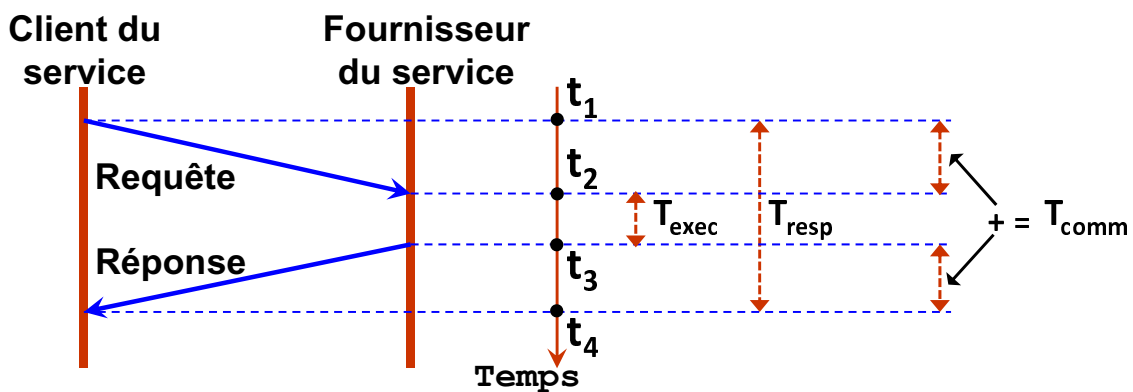 Client du
service
Fournisseur
du service
t1
Requête
t2
Texec
Tresp
+ = Tcomm
Réponse
t3
t4
Temps